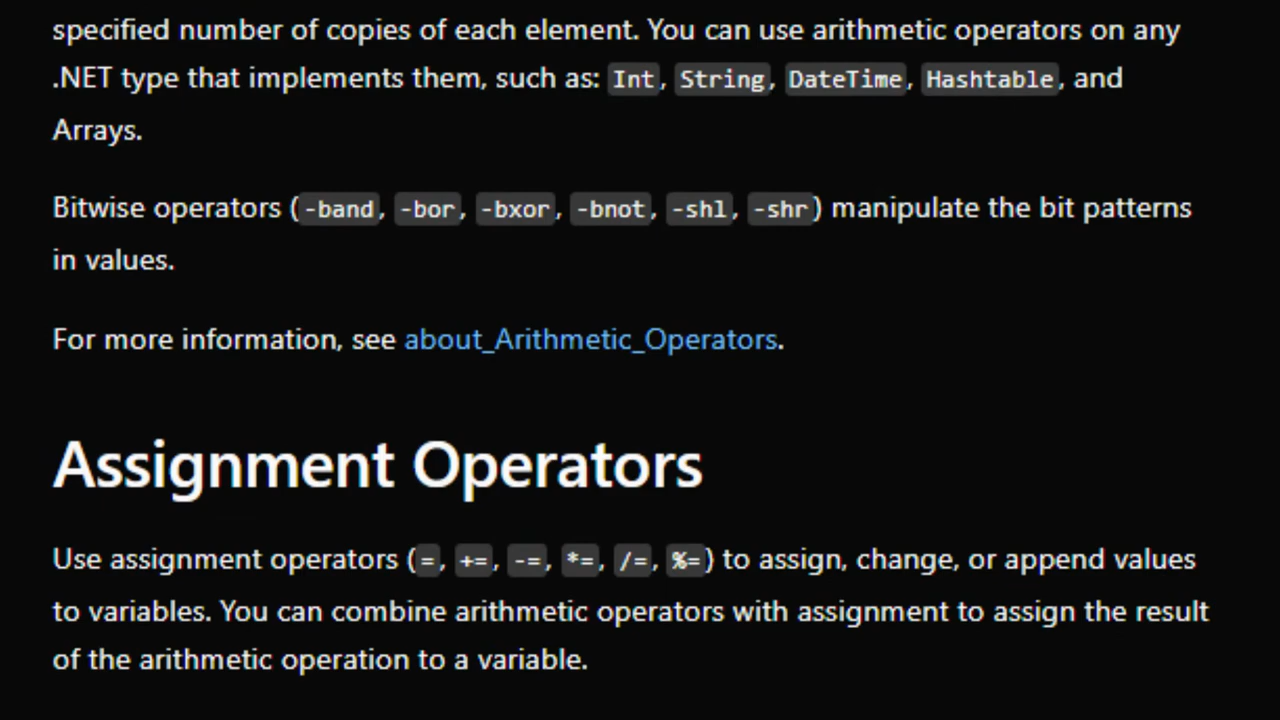 specified number of copies of each element. You can use arithmetic operators on any
.NET type that implements them, such as: Int, String, DateTime, Hashtable, and
Arrays.
Bitwise operators (-band, -bor, -bxor, -bnot, -shl, -shr) manipulate the bit patterns
in values.
For more information, see about_Arithmetic_Operators.
Assignment Operators
Use assignment operators (=, +=, -=, *=, /=, %=) to assign, change, or append values
to variables. You can combine arithmetic operators with assignment to assign the result
of the arithmetic operation to a variable.